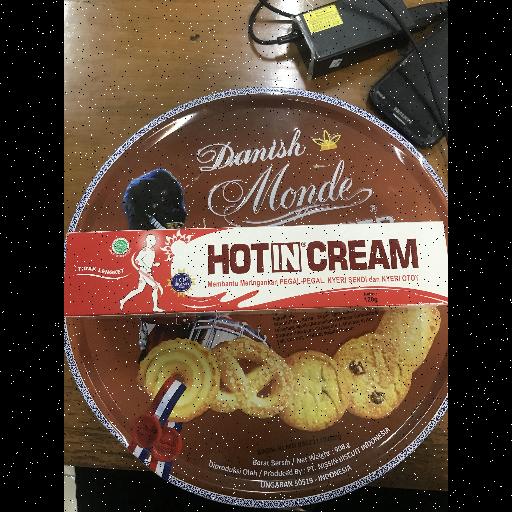 Danish
Monde
HOT IN CREAM
TIDAK LENGKET
Membantu Meringankan PEGAL-PEGAL, NYERI SENDI dan NYERI OTOT
120g
Berat Bersih / Net Weight : 908 g
Diproduksi Oleh / Produced By : PT. NISSIN BISCUIT INDONESIA
UNGARAN 50519 - INDONESIA